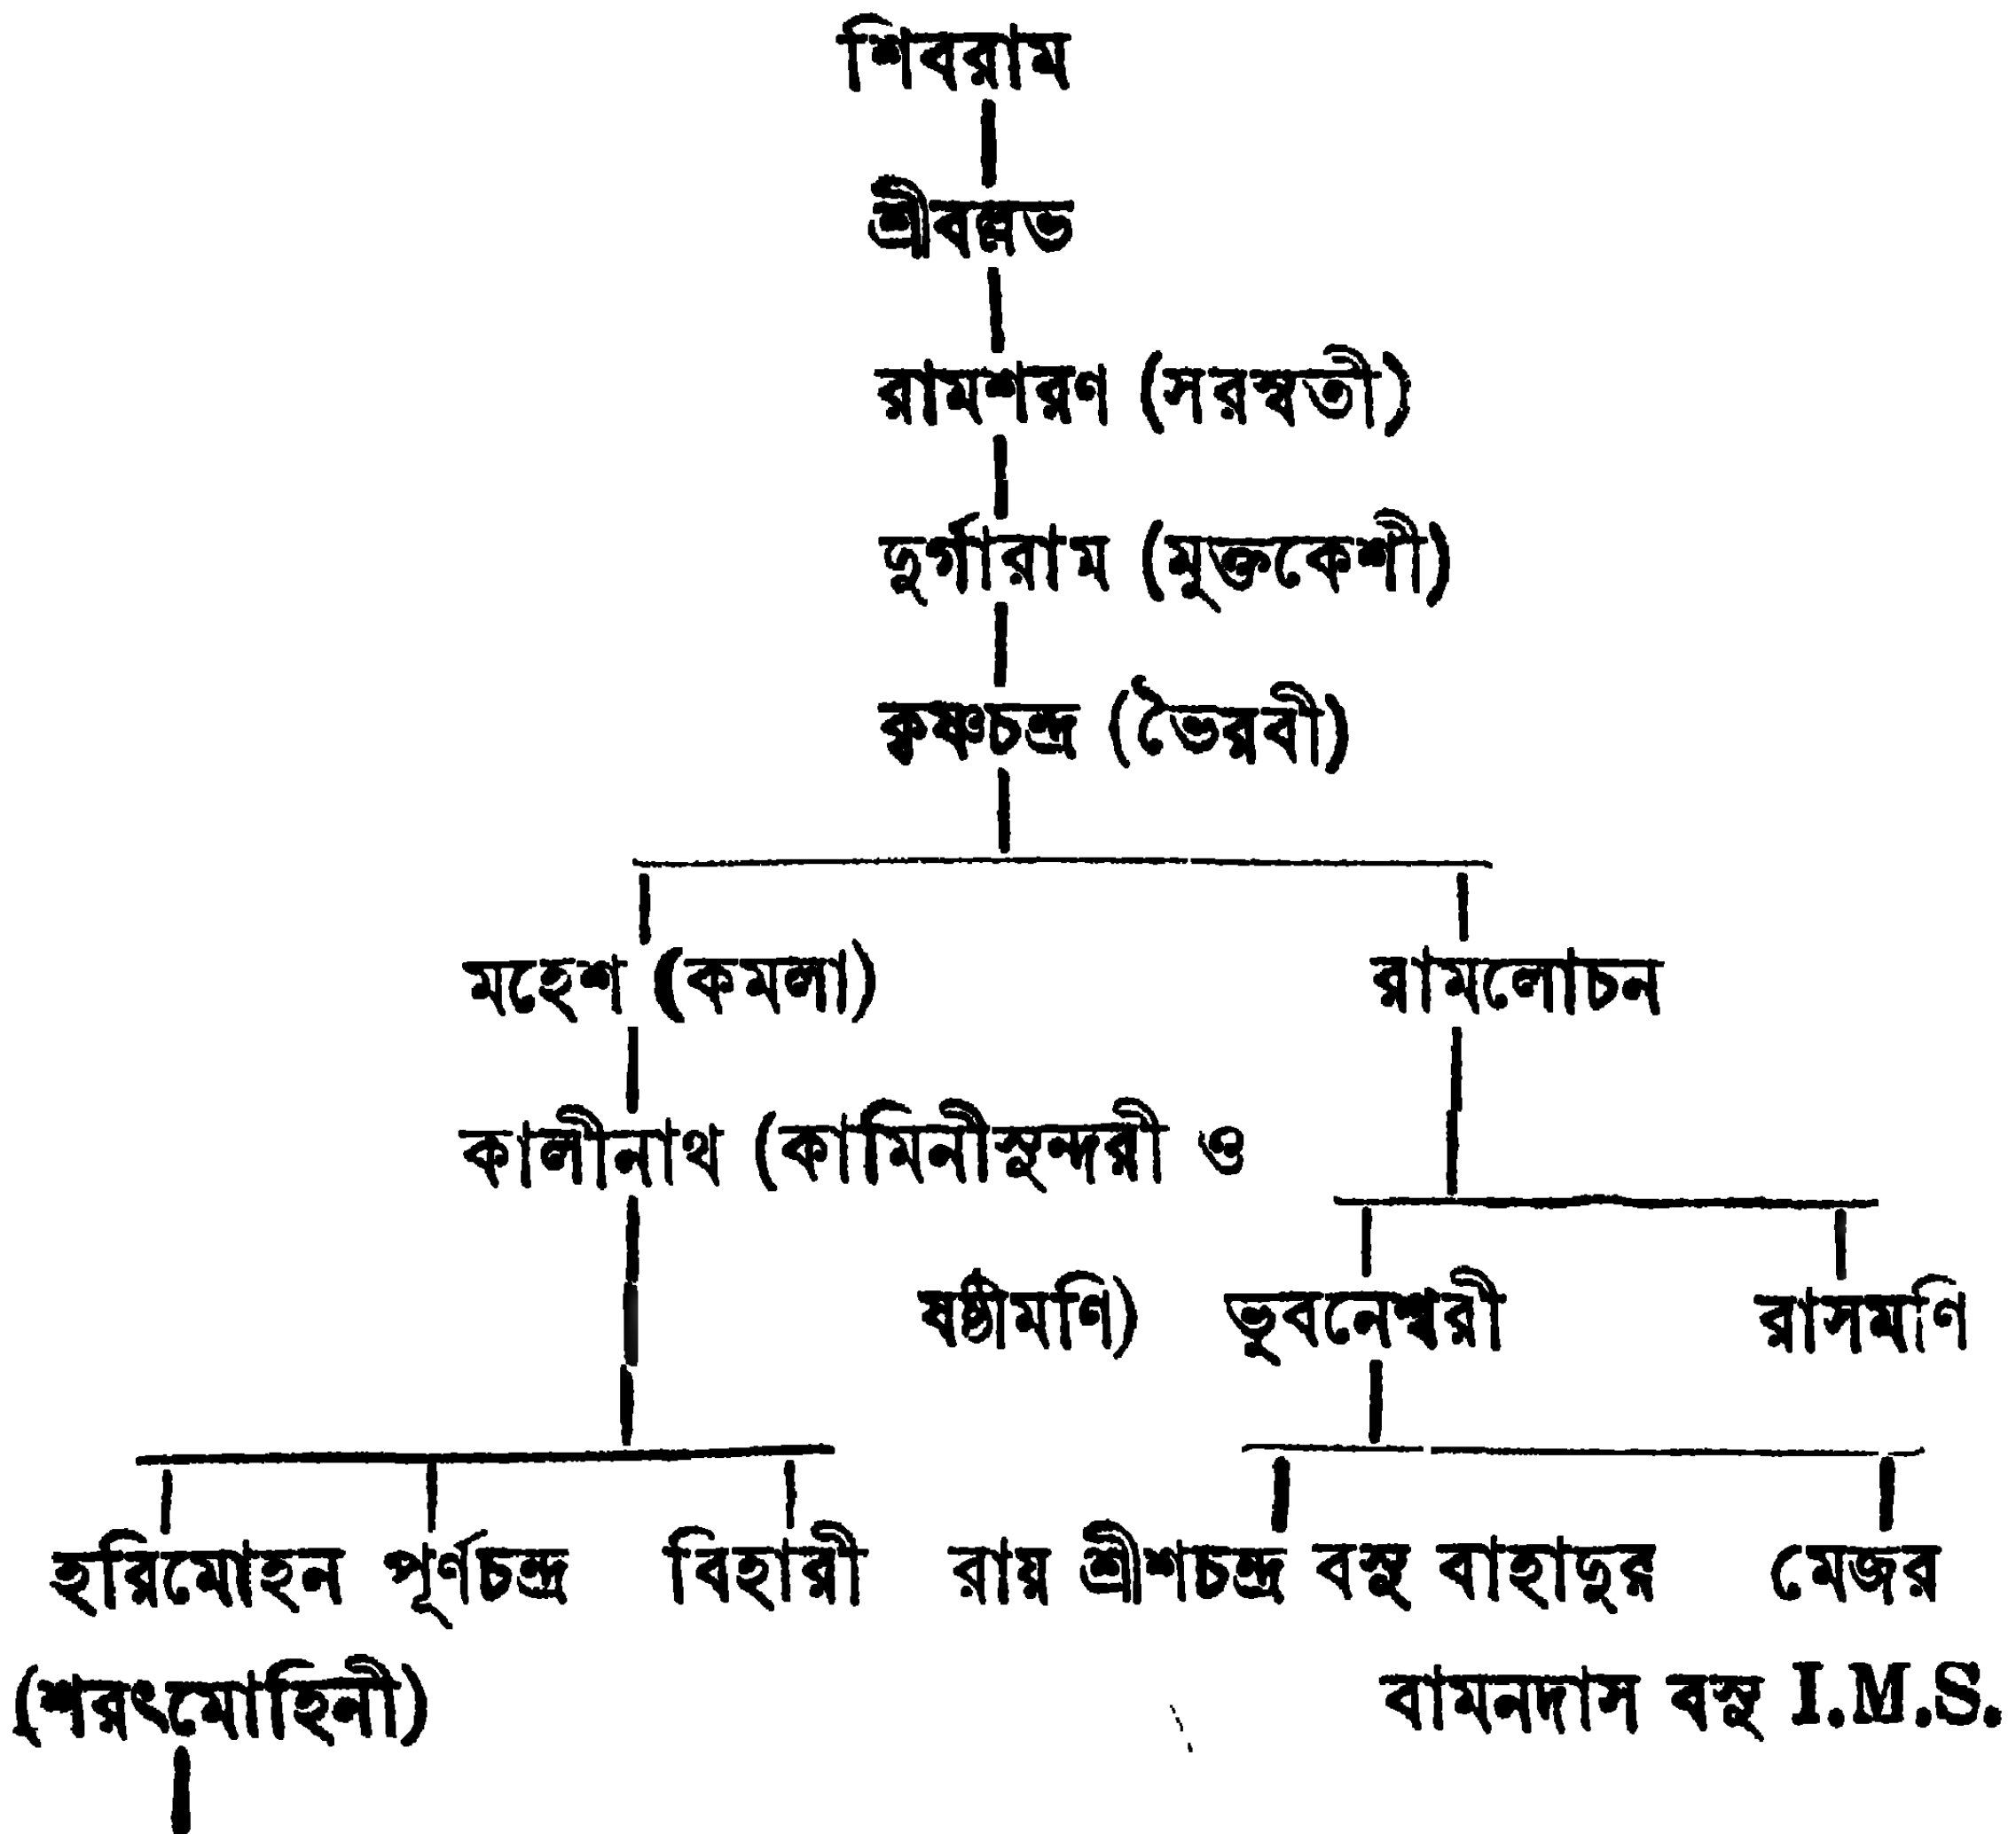 শিবরাম
শ্রীবল্লভ
রামশরণ (সরস্বতী)
দুর্গারাম (মুক্তকেশী)
কৃষ্ণচন্দ্র (ভৈরবী)
মহেশ (কমলা) রামলোচন
কালীনাথ (কামিনীসুন্দরী ও
ষষ্ঠীমণি) ভুবনেশ্বরী রাসমণি
হরিমোহন পূর্ণচন্দ্র বিহারী রায় শ্রীশচন্দ্র বসু বাহাদুর মেজর
(শরৎমোহিনী) বামনদাস বসু I.M.S.